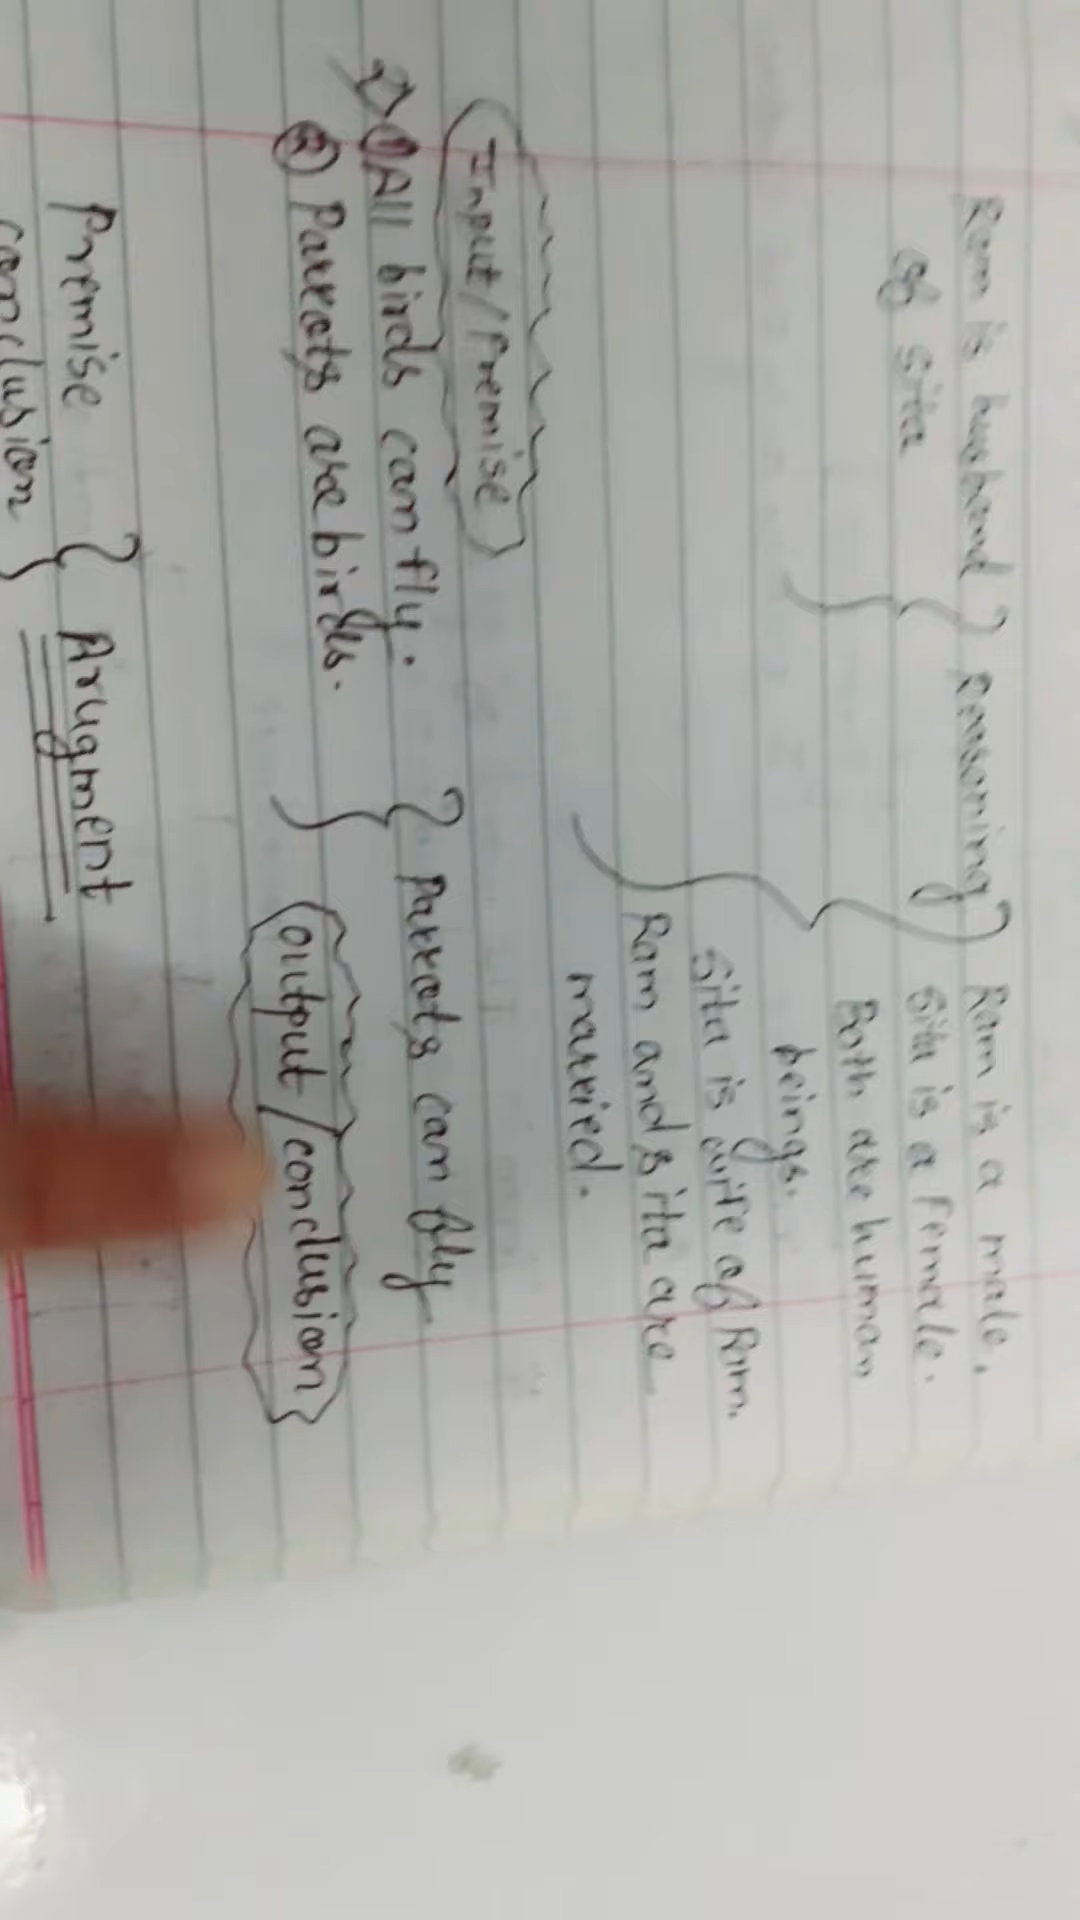 Ram is husband } Reasoning } Ram is a male.
of sita
Sita is a female.
Both are human
beings.
Sita is wife of Ram.
Ram and sita are
married.
Input/Premise
2) ① All birds can fly. } Parrots can fly
② Parrots are birds.
output/conclusion
Premise } Arugment
conclusion